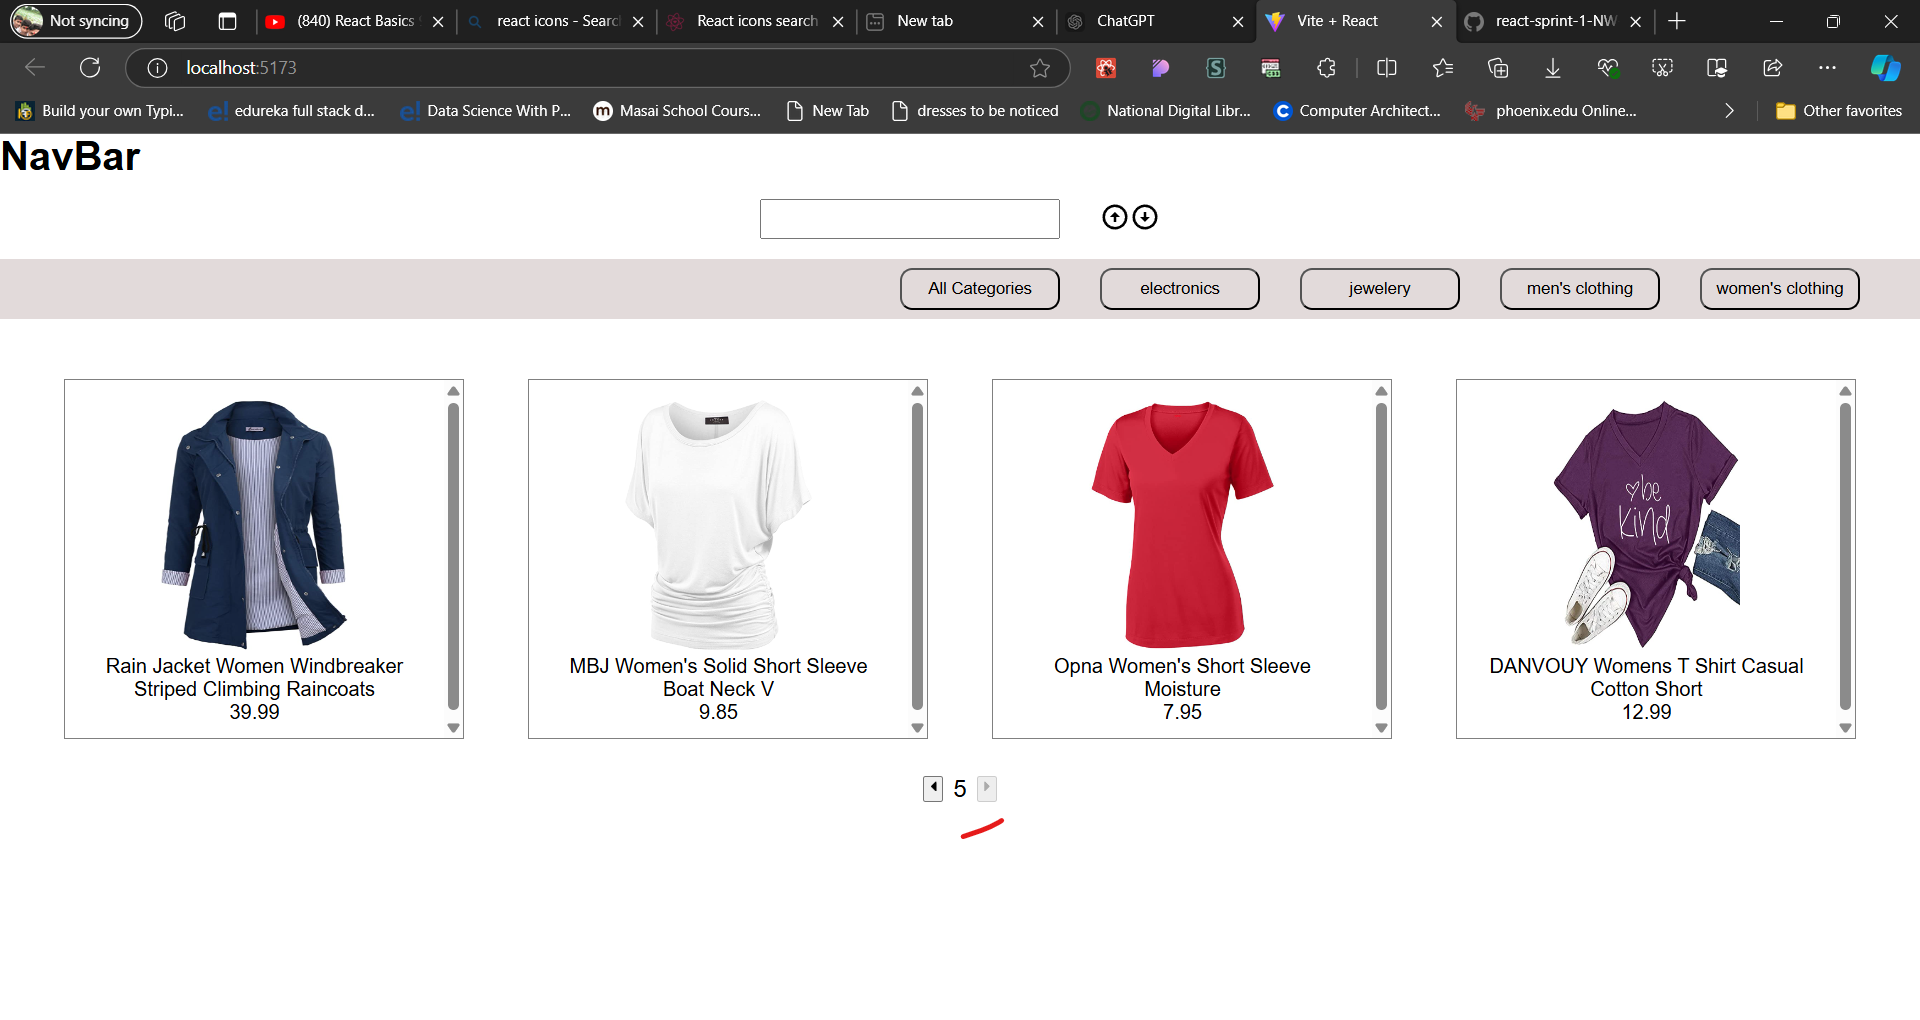 Not syncing
(840) React Basics
react icons - Searc
React icons search
New tab
ChatGPT
Vite + React
react-sprint-1-NW
localhost:5173
Build your own Typi...
edureka full stack d...
Data Science With P...
Masai School Cours...
New Tab
dresses to be noticed
National Digital Libr...
Computer Architect...
phoenix.edu Online...
Other favorites
NavBar
All Categories
electronics
jewelery
men's clothing
women's clothing
be
kind
Rain Jacket Women Windbreaker
Striped Climbing Raincoats
39.99
MBJ Women's Solid Short Sleeve
Boat Neck V
9.85
Opna Women's Short Sleeve
Moisture
7.95
DANVOUY Womens T Shirt Casual
Cotton Short
12.99
5